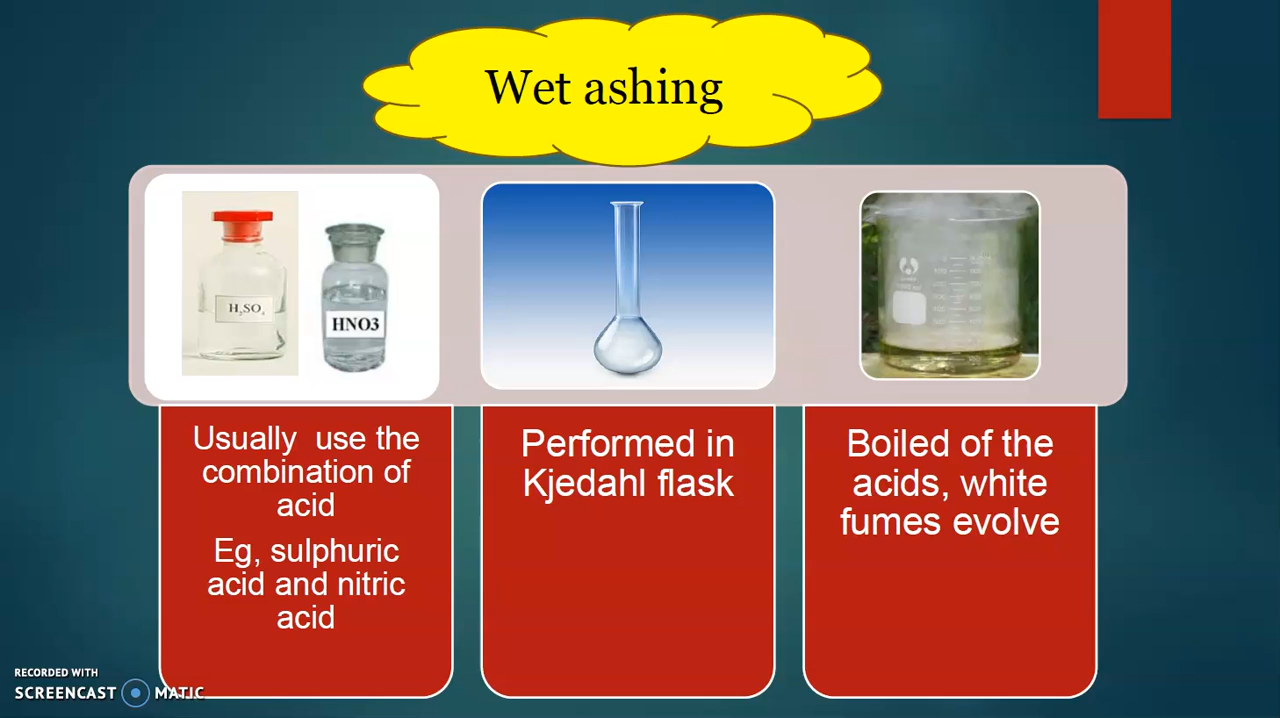 Wet ashing
H2SO4
HNO3
Usually use the
combination of
acid
Eg, sulphuric
acid and nitric
acid
Performed in
Kjedahl flask
Boiled of the
acids, white
fumes evolve
RECORDED WITH
SCREENCAST MATIC